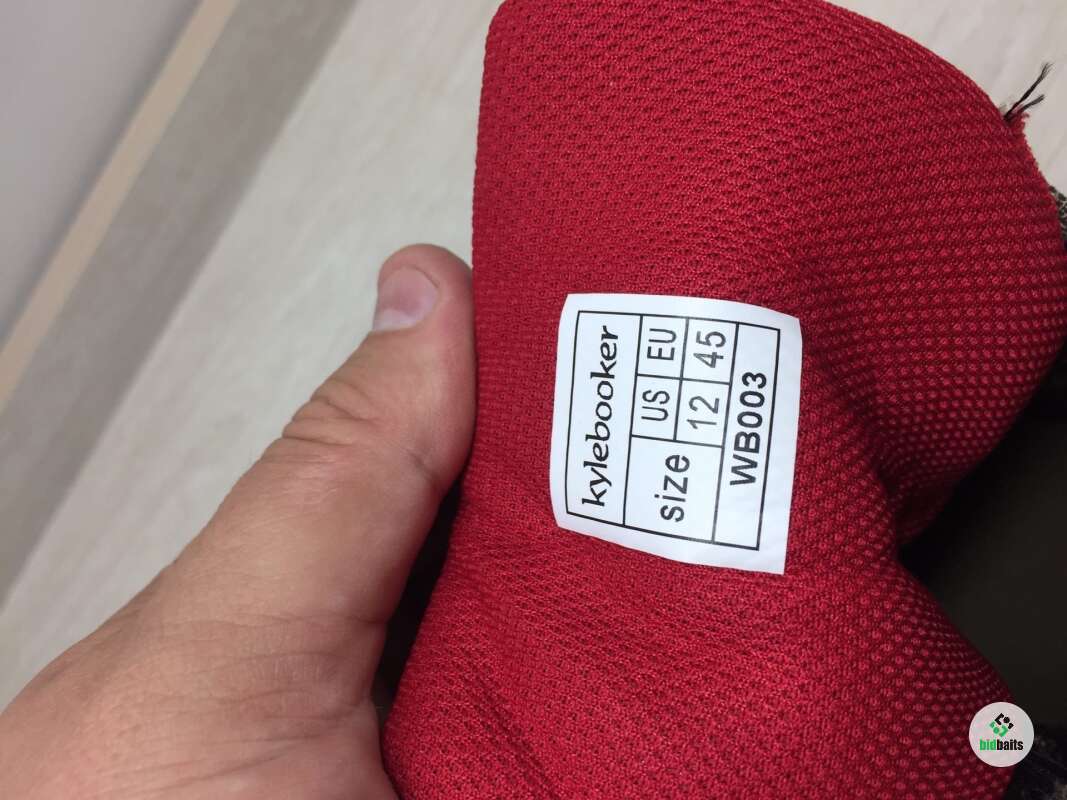 kylebooker
size US EU
12 45
WB003
bidbaits